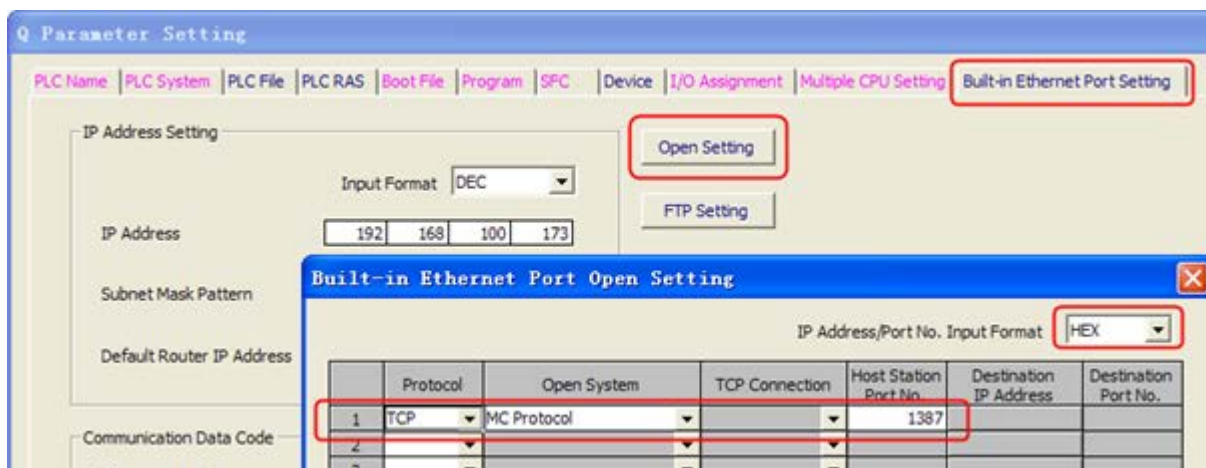 Q Parameter Setting
PLC Name PLC System PLC File PLC RAS Boot File Program SFC Device I/O Assignment Multiple CPU Setting Built-in Ethernet Port Setting
IP Address Setting
Open Setting
Input Format DEC
FTP Setting
IP Address 192 168 100 173
Built-in Ethernet Port Open Setting
Subnet Mask Pattern
IP Address/Port No. Input Format HEX
Default Router IP Address
Protocol Open System TCP Connection Host Station Port No. Destination IP Address Destination Port No.
1 TCP MC Protocol 1387
Communication Data Code
2